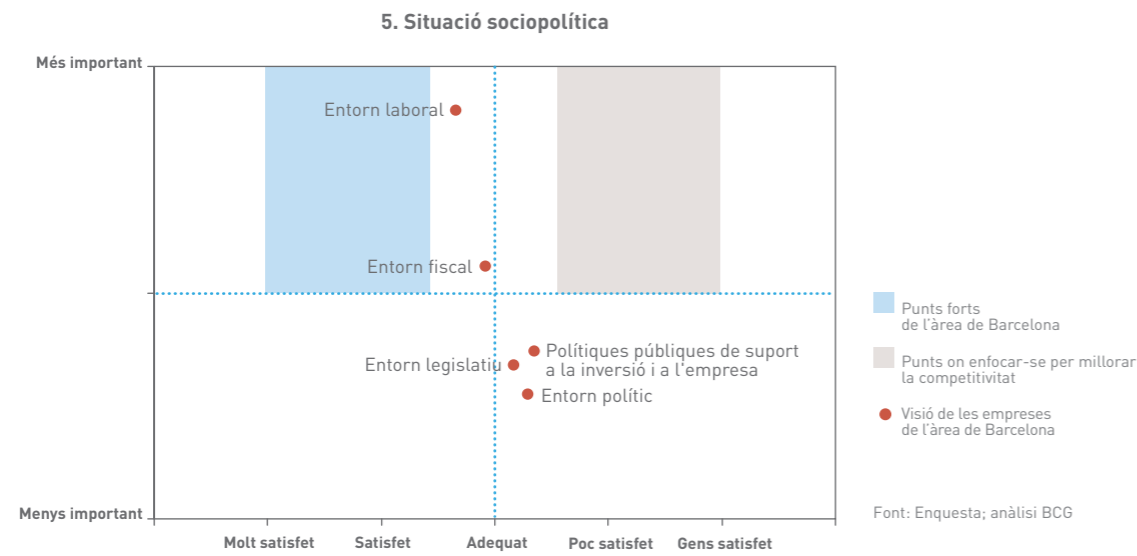 5. Situació sociopolítica
Més important
Entorn laboral
Entorn fiscal
Entorn legislatiu
Polítiques públiques de suport
a la inversió i a l'empresa
Entorn polític
Menys important
Molt satisfet
Satisfet
Adequat
Poc satisfet
Gens satisfet
Punts forts
de l'àrea de Barcelona
Punts on enfocar-se per millorar
la competitivitat
Visió de les empreses
de l'àrea de Barcelona
Font: Enquesta; anàlisi BCG